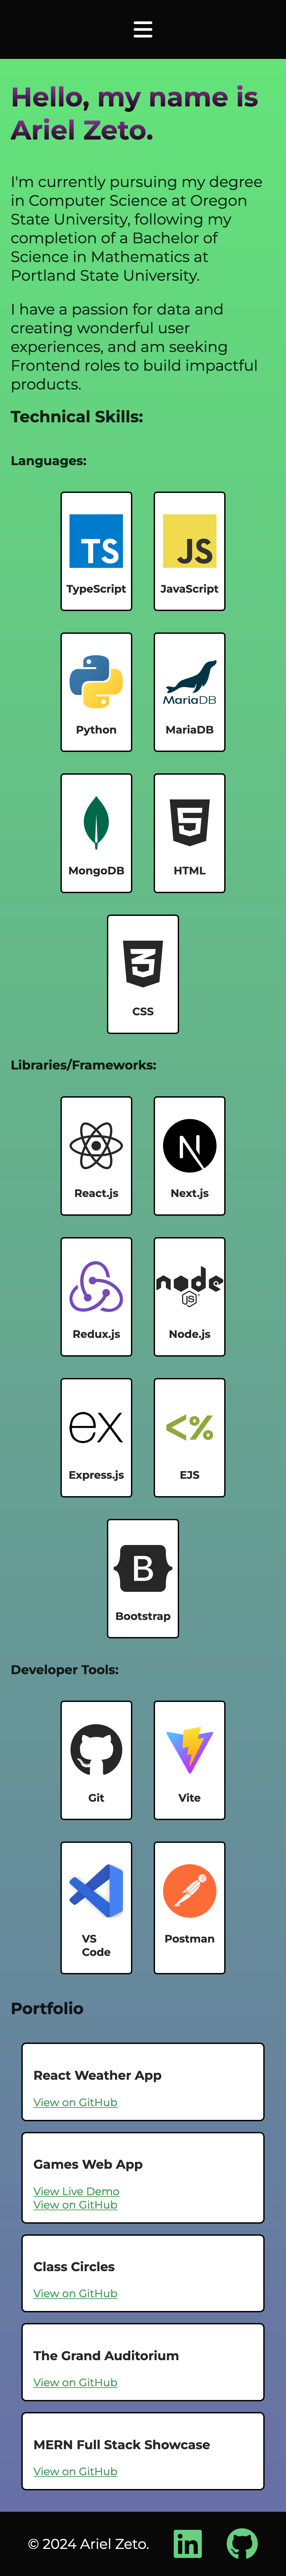 Hello, my name is
Ariel Zeto.
I'm currently pursuing my degree
in Computer Science at Oregon
State University, following my
completion of a Bachelor of
Science in Mathematics at
Portland State University.
I have a passion for data and
creating wonderful user
experiences, and am seeking
Frontend roles to build impactful
products.
Technical Skills:
Languages:
TS
JS
TypeScript
JavaScript
MariaDB
Python
MariaDB
5
MongoDB
HTML
3
CSS
Libraries/Frameworks:
N
React.js
Next.js
node
JS
Redux.js
Node.js
ex
<%
Express.js
EJS
B
Bootstrap
Developer Tools:
Git
Vite
VS
Code
Postman
Portfolio
React Weather App
View on GitHub
Games Web App
View Live Demo
View on GitHub
Class Circles
View on GitHub
The Grand Auditorium
View on GitHub
MERN Full Stack Showcase
View on GitHub
© 2024 Ariel Zeto.
in